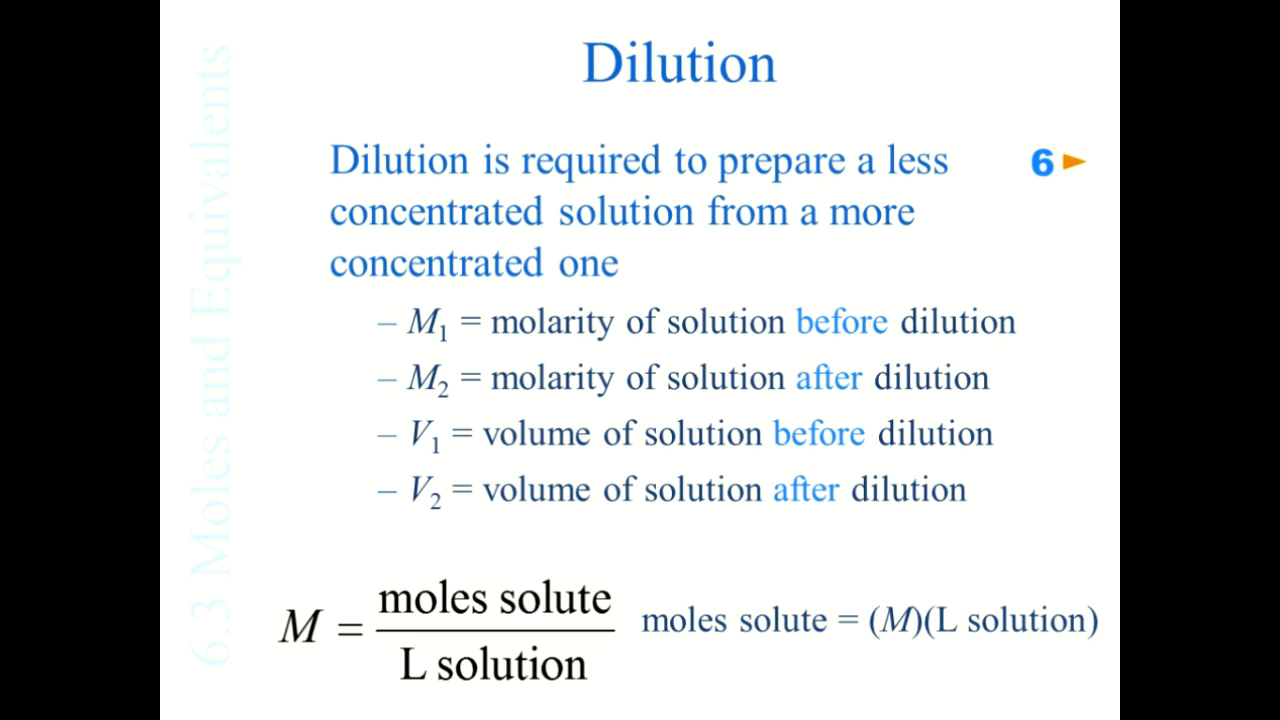 Dilution
Dilution is required to prepare a less
concentrated solution from a more
concentrated one
6
– M₁ = molarity of solution before dilution
– M₂ = molarity of solution after dilution
– V₁ = volume of solution before dilution
– V₂ = volume of solution after dilution
M = moles solute / L solution
moles solute = (M)(L solution)
6.3 Moles and Equivalents